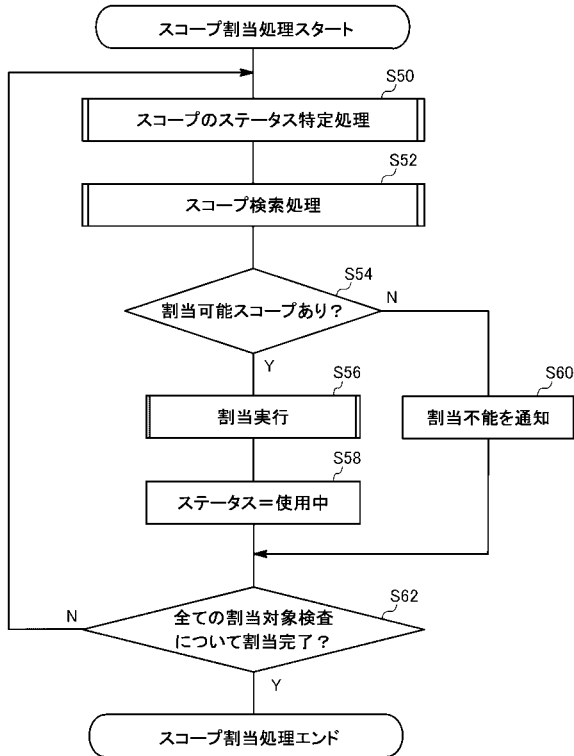 スコープ割当処理スタート
S50
スコープのステータス特定処理
S52
スコープ検索処理
S54
割当可能スコープあり？
N
Y
S56
割当実行
S60
割当不能を通知
S58
ステータス＝使用中
S62
全ての割当対象検査
について割当完了？
N
Y
スコープ割当処理エンド